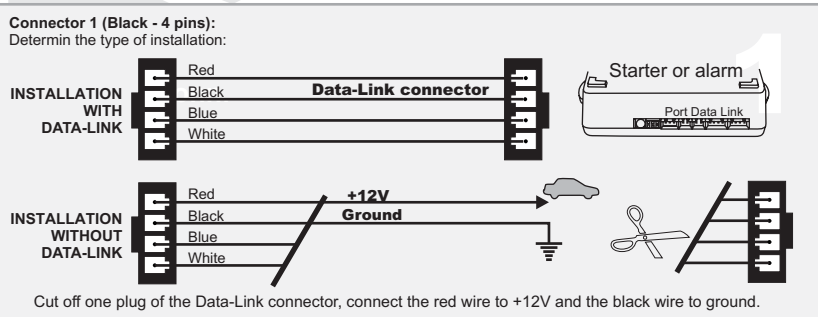 Connector 1 (Black - 4 pins):
Determin the type of installation:
1
INSTALLATION
WITH
DATA-LINK
Red
Black
Blue
White
Data-Link connector
Starter or alarm
Port Data Link
INSTALLATION
WITHOUT
DATA-LINK
Red
Black
Blue
White
+12V
Ground
Cut off one plug of the Data-Link connector, connect the red wire to +12V and the black wire to ground.